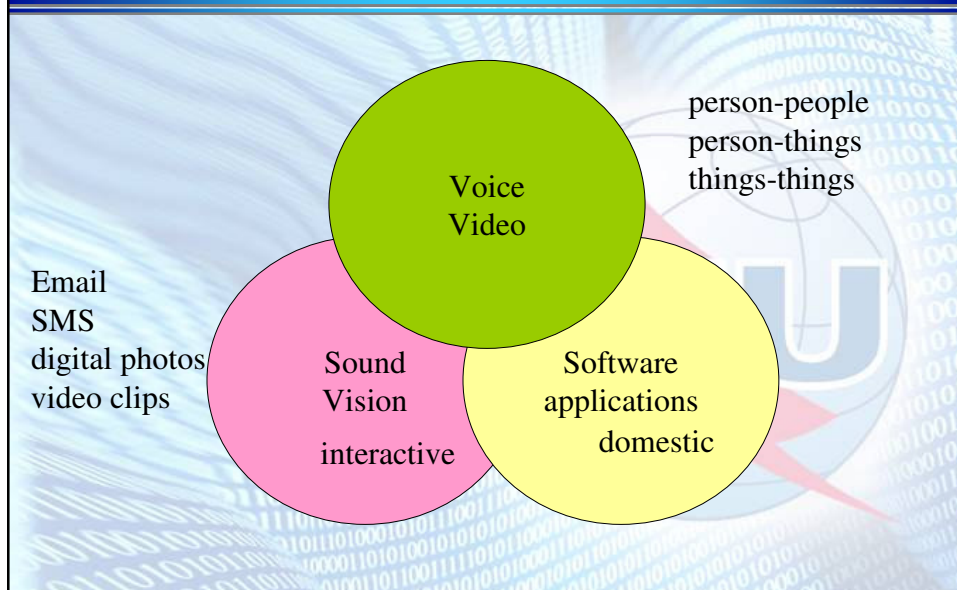 person-people
person-things
things-things
Voice
Video
Email
SMS
digital photos
video clips
Sound
Vision
interactive
Software
applications
domestic